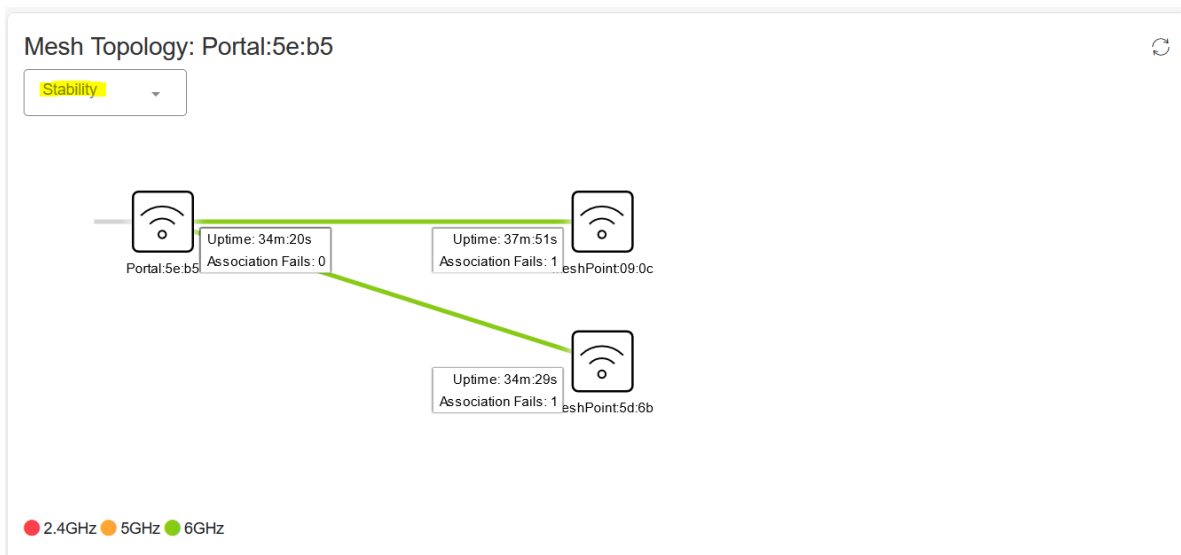 Mesh Topology: Portal:5e:b5
Stability
Uptime: 34m:20s
Association Fails: 0
Portal:5e:b5
Uptime: 37m:51s
Association Fails: 1
eshPoint:09:0c
Uptime: 34m:29s
Association Fails: 1
eshPoint:5d:6b
2.4GHz 5GHz 6GHz